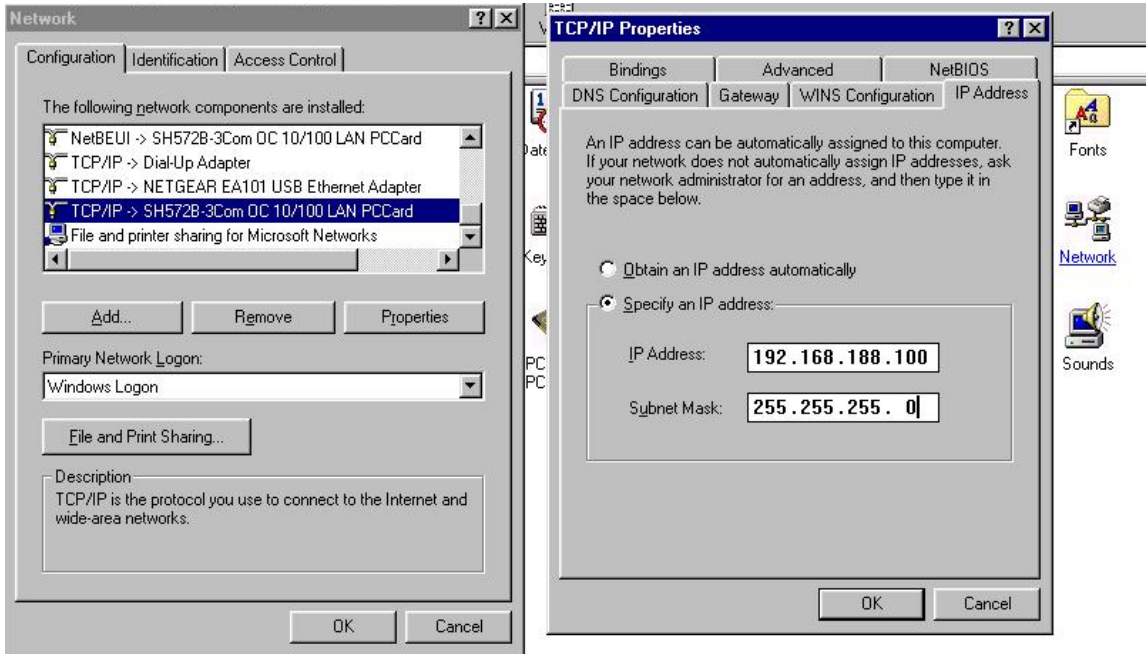 Network
Configuration
Identification
Access Control
The following network components are installed:
NetBEUI -> SH572B-3Com OC 10/100 LAN PCCard
TCP/IP -> Dial-Up Adapter
TCP/IP -> NETGEAR EA101 USB Ethernet Adapter
TCP/IP -> SH572B-3Com OC 10/100 LAN PCCard
File and printer sharing for Microsoft Networks
Add...
Remove
Properties
Primary Network Logon:
Windows Logon
File and Print Sharing...
Description
TCP/IP is the protocol you use to connect to the Internet and
wide-area networks.
OK
Cancel
TCP/IP Properties
Bindings
Advanced
NetBIOS
DNS Configuration
Gateway
WINS Configuration
IP Address
An IP address can be automatically assigned to this computer.
If your network does not automatically assign IP addresses, ask
your network administrator for an address, and then type it in
the space below.
Obtain an IP address automatically
Specify an IP address:
IP Address:
192.168.188.100
Subnet Mask:
255.255.255. 0
OK
Cancel
Fonts
Network
Sounds
PC
PC